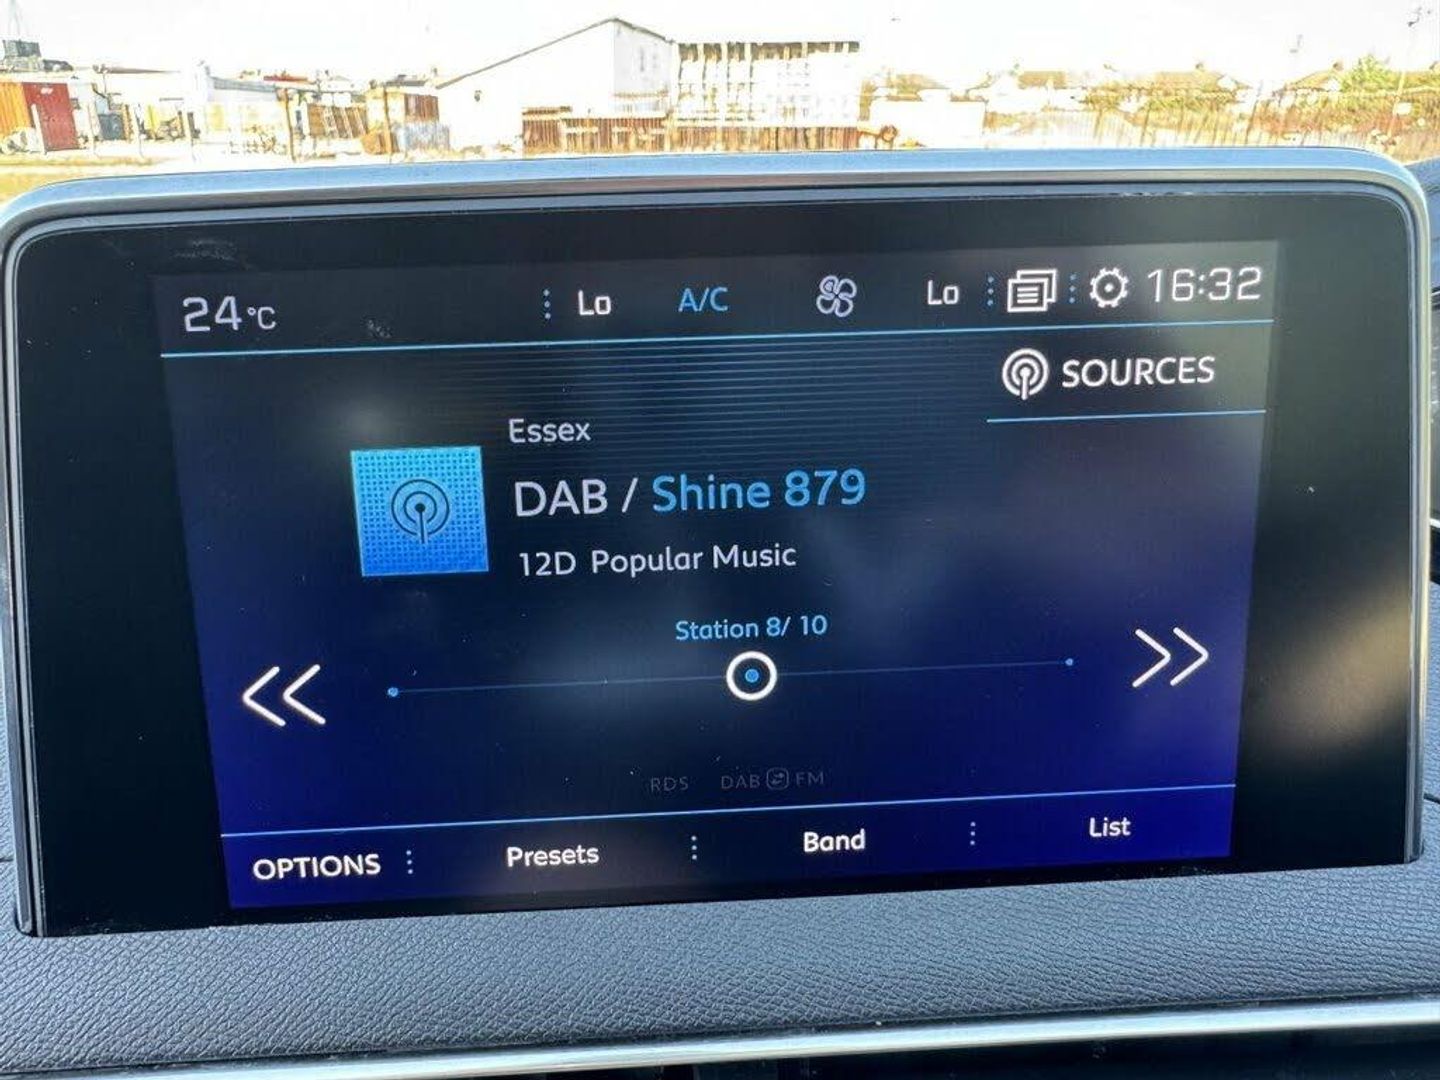 24°C Lo A/C Lo 16:32
SOURCES
Essex
DAB / Shine 879
12D Popular Music
Station 8/ 10
RDS DAB FM
OPTIONS Presets Band List